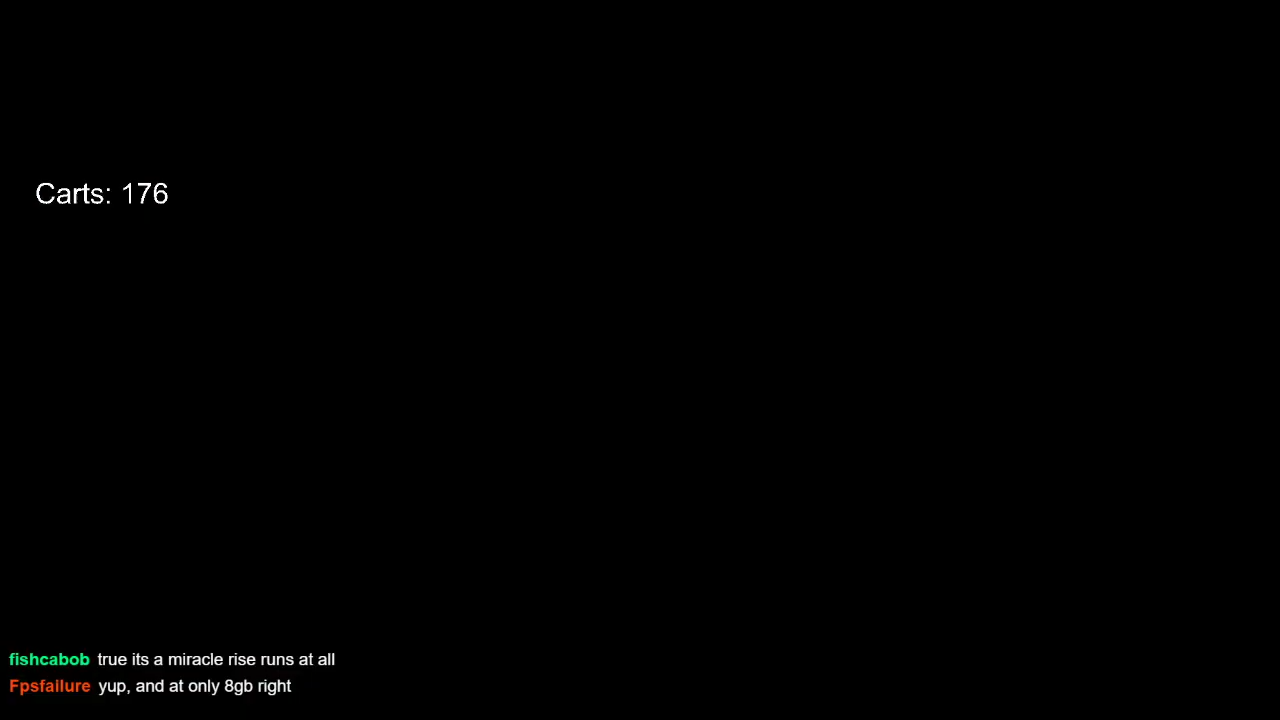 Carts: 176
fishcabob true its a miracle rise runs at all
Fpsfailure yup, and at only 8gb right